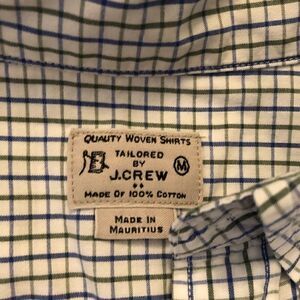 QUALITY WOVEN SHIRTS
TAILORED
BY
J.CREW
M
MADE OF 100% COTTON
MADE IN
MAURITIUS